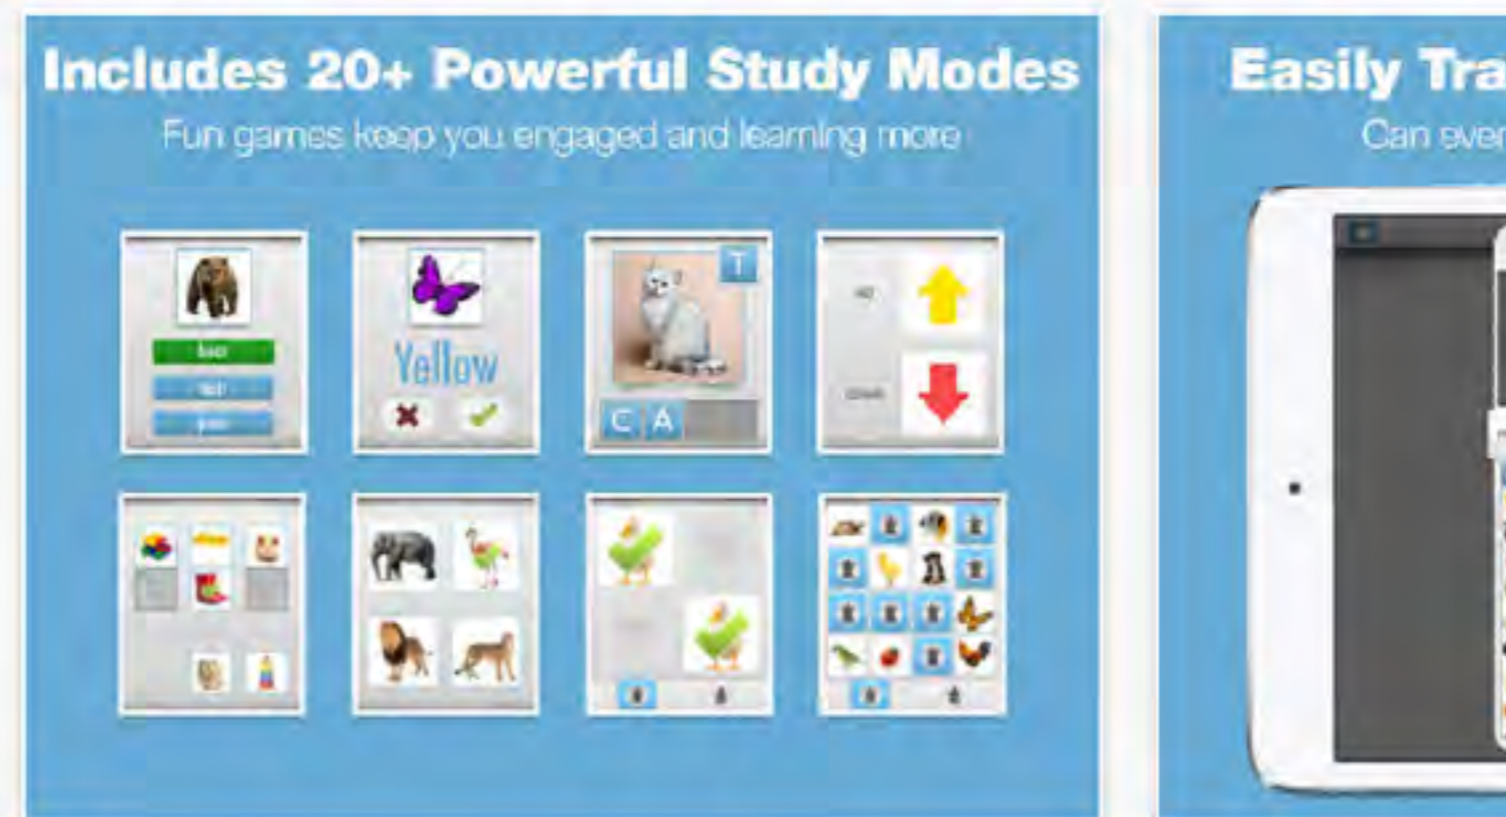 Includes 20+ Powerful Study Modes
Fun games keep you engaged and learning more
T
Yellow
C A
Easily Tra
Can ever